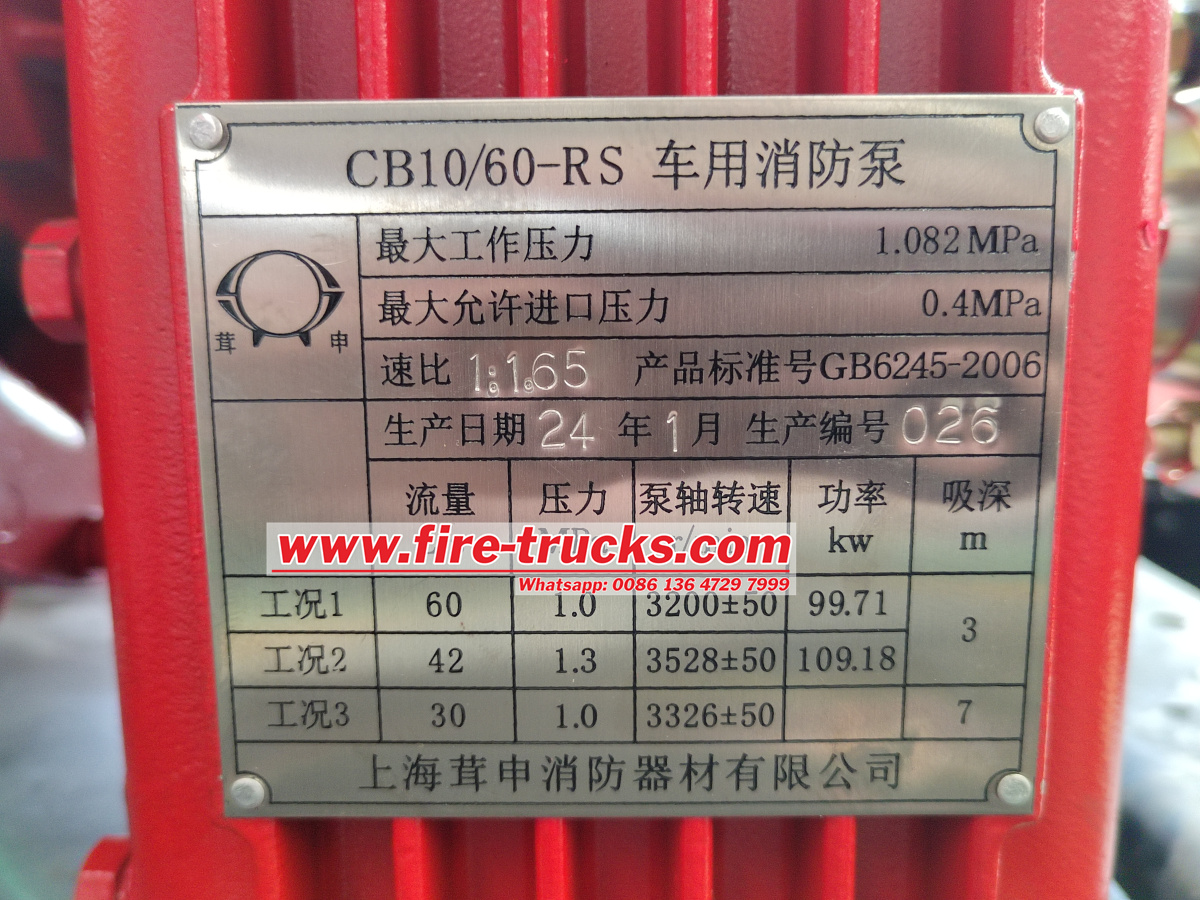 CB10/60-RS 车用消防泵
最大工作压力 1.082MPa
最大允许进口压力 0.4MPa
茸 申
速比 1:1.65 产品标准号GB6245-2006
生产日期 24 年 1 月 生产编号 026
流量 压力 泵轴转速 功率 吸深
kw m
www.fire-trucks.com
Whatsapp: 0086 136 4729 7999
工况1 60 1.0 3200±50 99.71 3
工况2 42 1.3 3528±50 109.18
工况3 30 1.0 3326±50 7
上海茸申消防器材有限公司